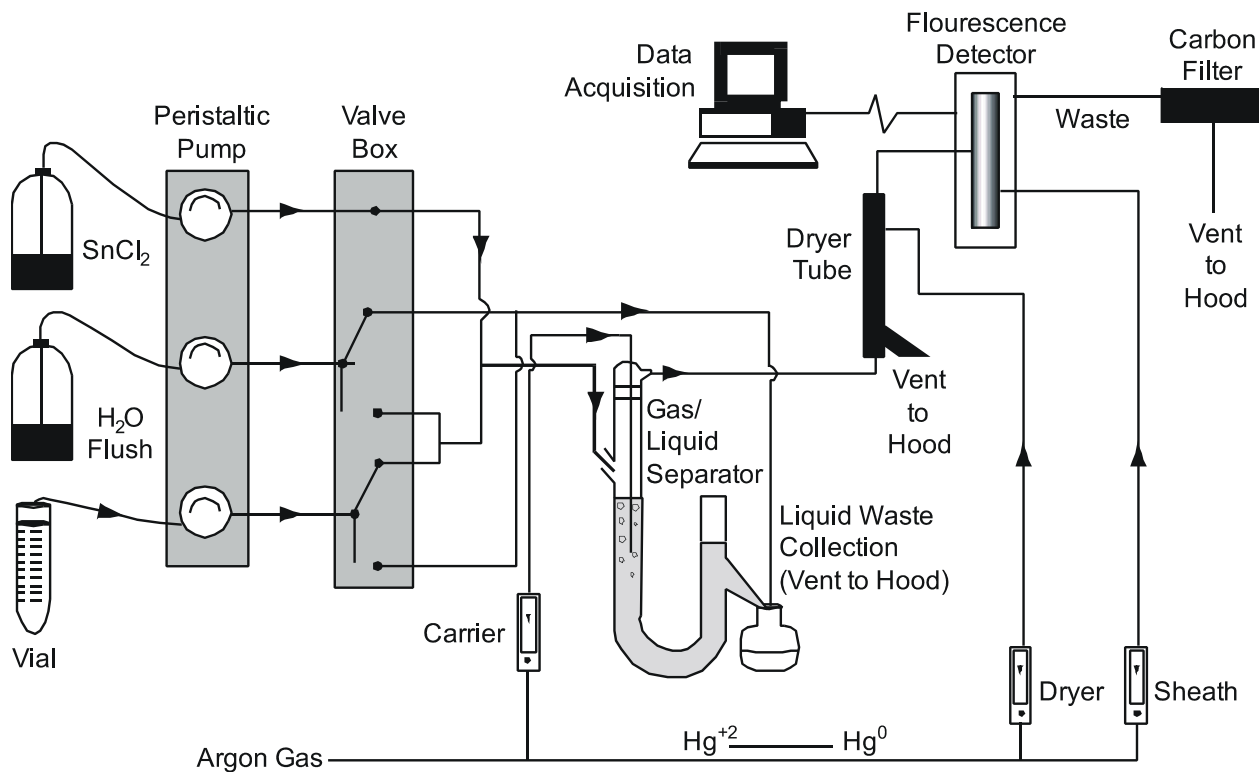 Flourescence
Detector
Carbon
Filter
Data
Acquisition
Waste
Peristaltic
Pump
Valve
Box
SnCl₂
Dryer
Tube
Vent
to
Hood
Vent
to
Hood
H₂O
Flush
Gas/
Liquid
Separator
Liquid Waste
Collection
(Vent to Hood)
Vial
Carrier
Dryer
Sheath
Argon Gas
Hg⁺² Hg⁰